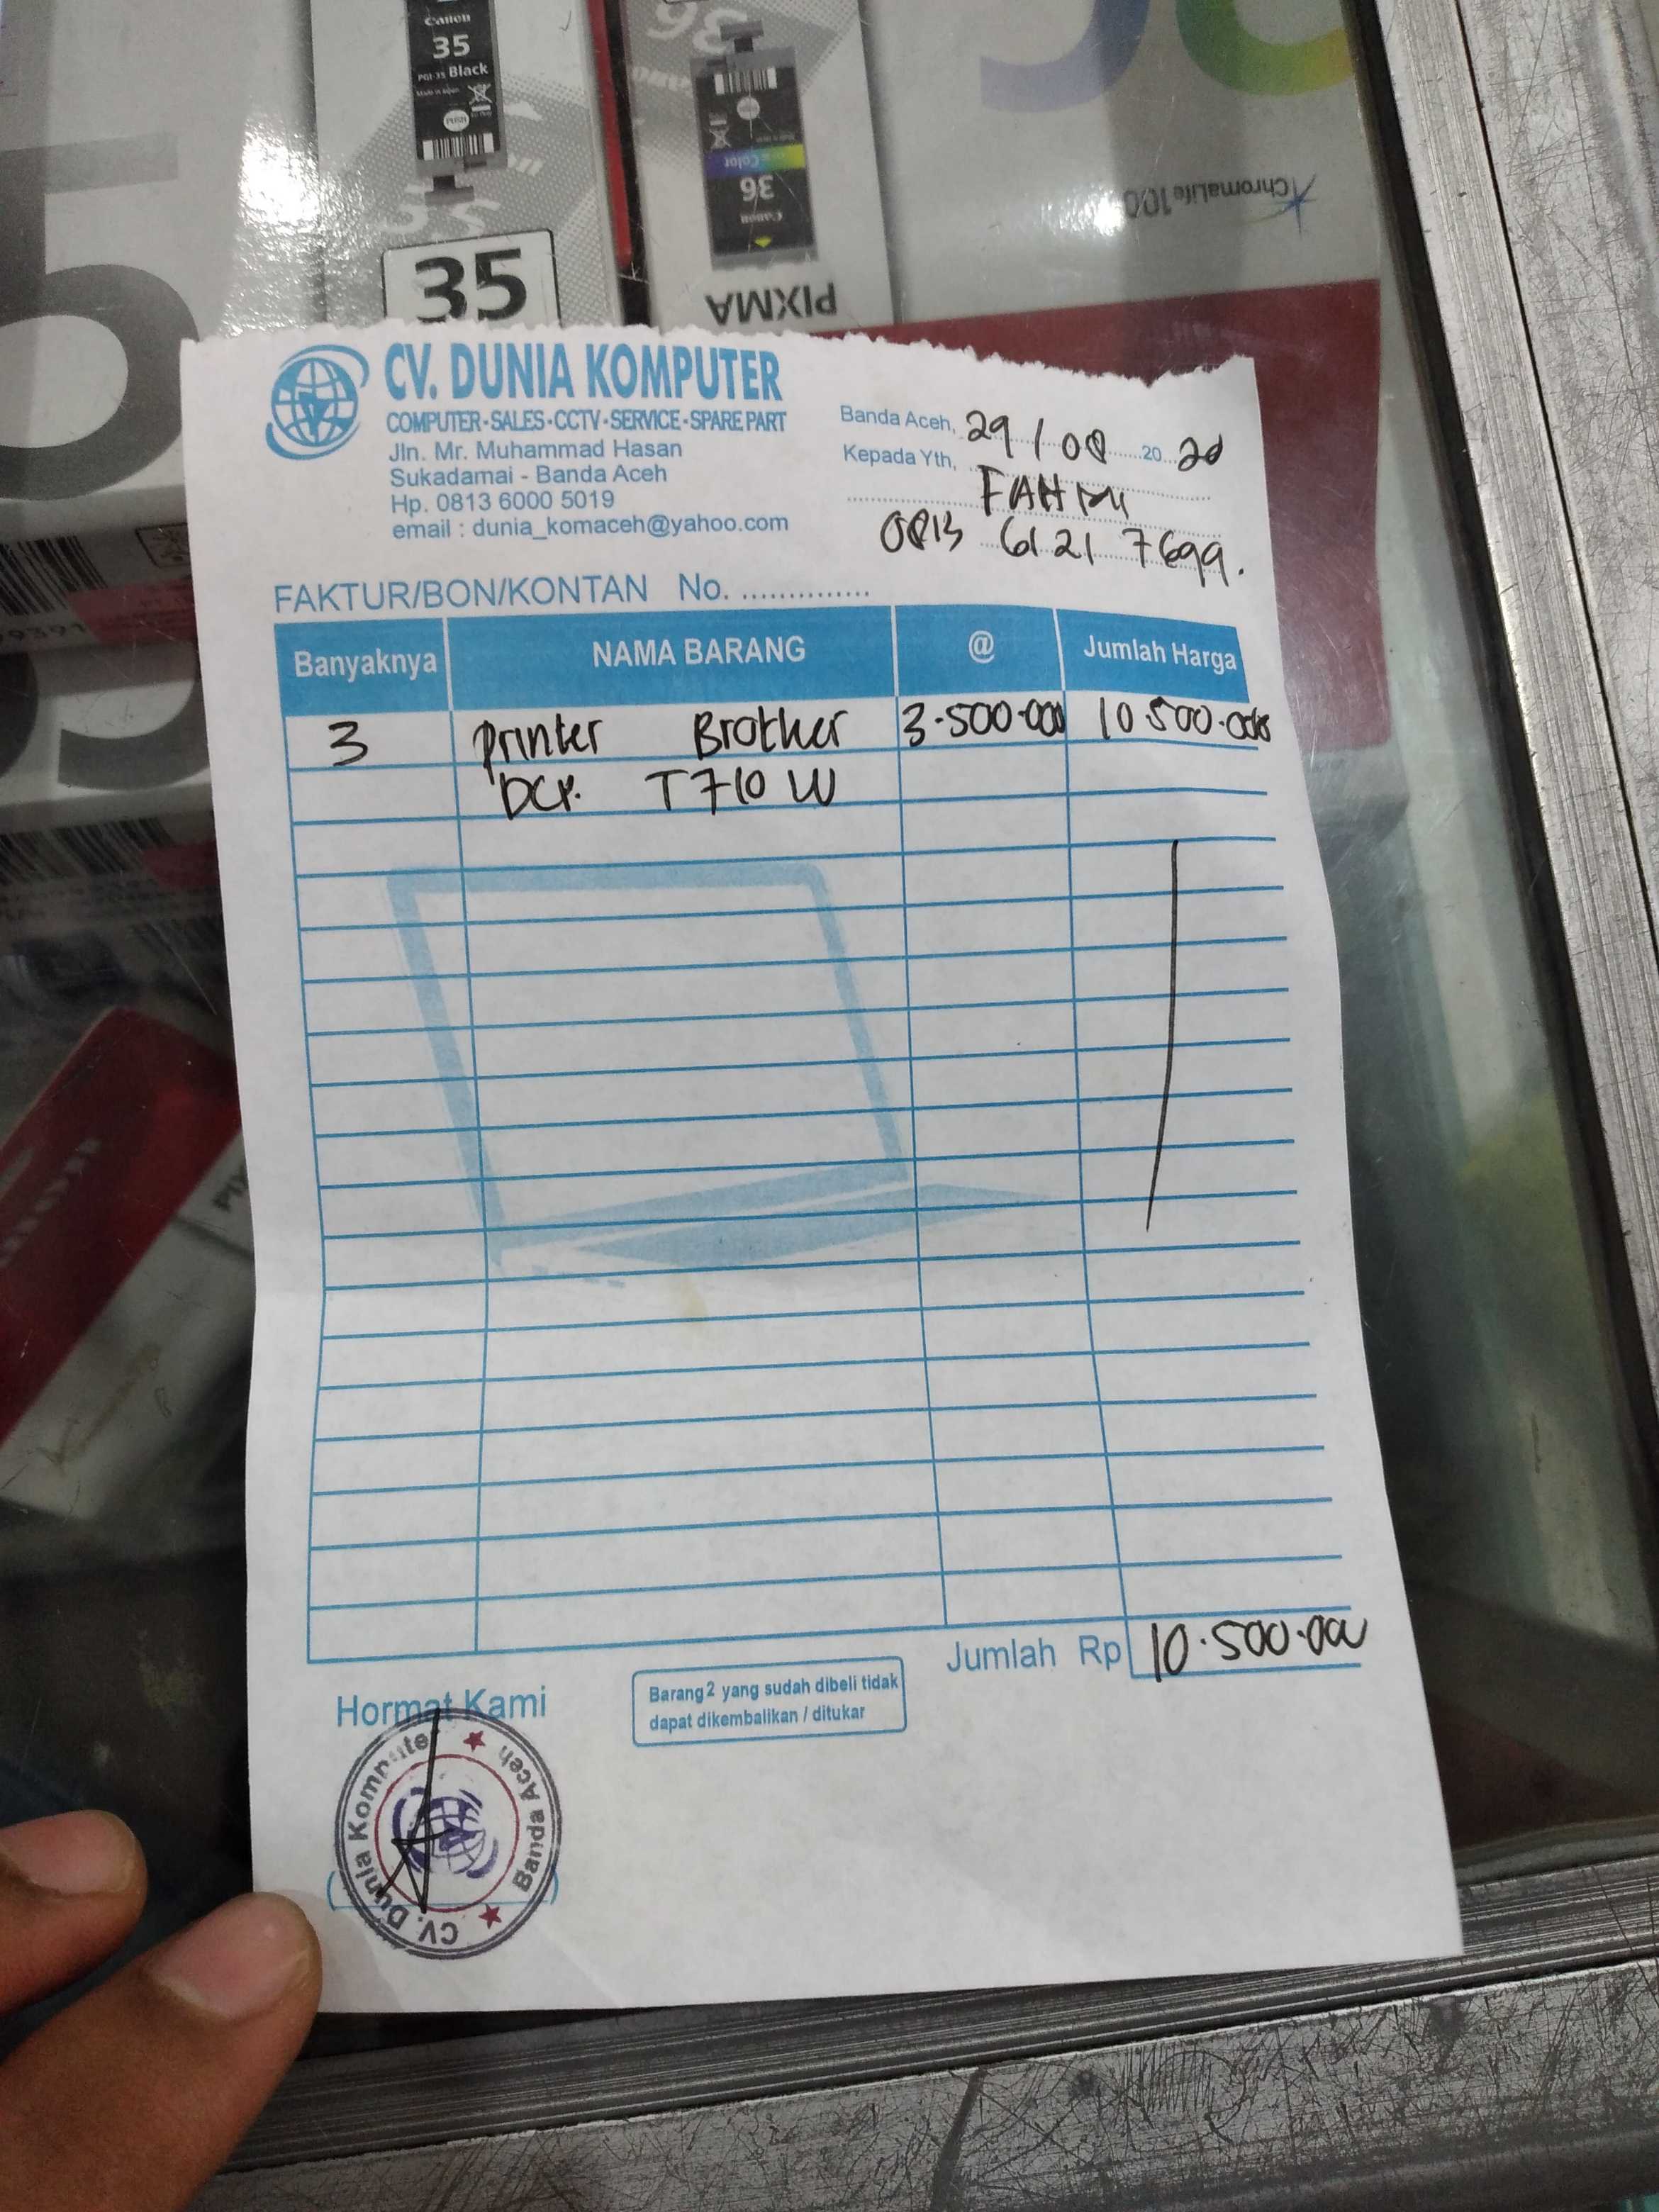 Canon
35
PGI-35 Black
36
Color
36
Canon
35
PIXMA
ChromaLife100
CV. DUNIA KOMPUTER
COMPUTER - SALES - CCTV - SERVICE - SPARE PART
Jln. Mr. Muhammad Hasan
Sukadamai - Banda Aceh
Hp. 0813 6000 5019
email : dunia_komaceh@yahoo.com
Banda Aceh, 29 / 08 20 20
Kepada Yth, FAHMI
0813 6121 7699.
FAKTUR/BON/KONTAN No. ...............
Banyaknya NAMA BARANG @ Jumlah Harga
3 Printer Brother 3.500.000 10.500.000
DCP. T710 W
Jumlah Rp 10.500.000
Hormat Kami
Barang2 yang sudah dibeli tidak
dapat dikembalikan / ditukar
CV. Dunia Komputer
Banda Aceh